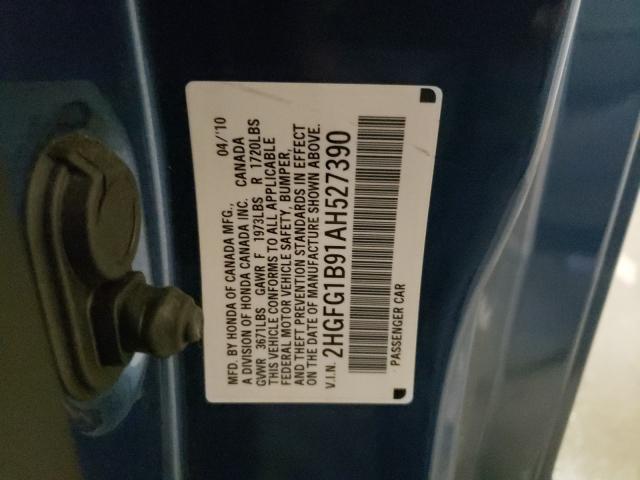 MFD. BY HONDA OF CANADA MFG., 04/'10
A DIVISION OF HONDA CANADA INC. CANADA
GVWR 3671LBS GAWR F 1973LBS R 1720LBS
THIS VEHICLE CONFORMS TO ALL APPLICABLE
FEDERAL MOTOR VEHICLE SAFETY, BUMPER,
AND THEFT PREVENTION STANDARDS IN EFFECT
ON THE DATE OF MANUFACTURE SHOWN ABOVE.
V.I.N. 2HGFG1B91AH527390
PASSENGER CAR